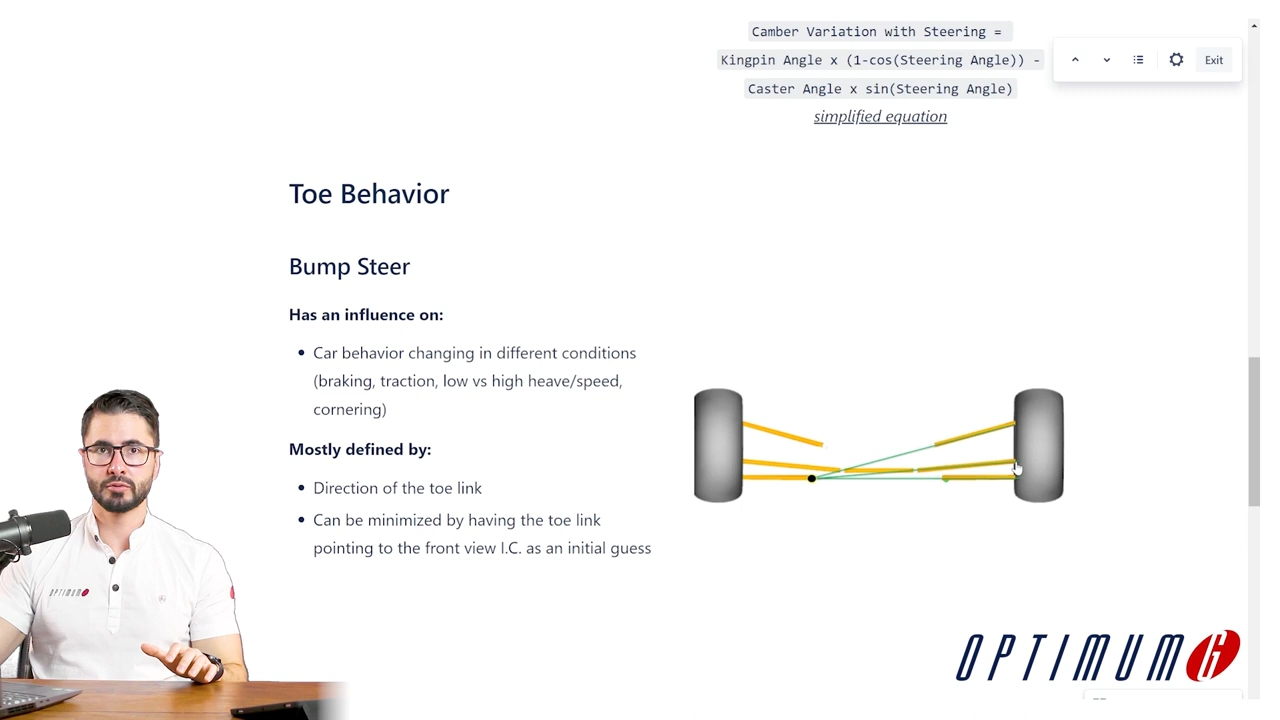 Camber Variation with Steering =
Kingpin Angle x (1-cos(Steering Angle)) -
Caster Angle x sin(Steering Angle)
simplified equation
Exit
Toe Behavior
Bump Steer
Has an influence on:
• Car behavior changing in different conditions
(braking, traction, low vs high heave/speed,
cornering)
Mostly defined by:
• Direction of the toe link
• Can be minimized by having the toe link
pointing to the front view I.C. as an initial guess
OPTIMUMG
OPTIMUMG